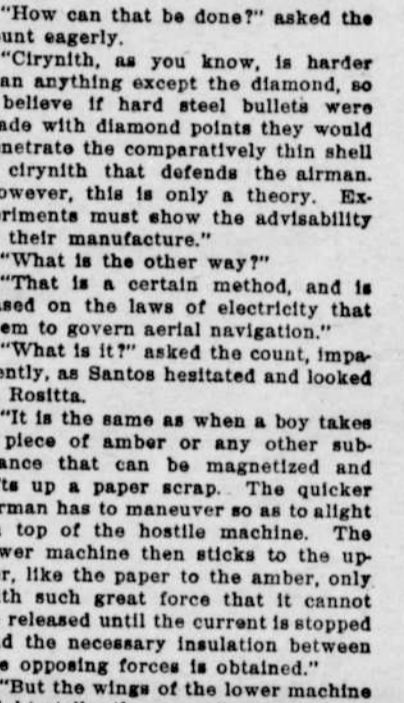 "How can that be done?" asked the
unt eagerly.
"Cirynith, as you know, is harder
an anything except the diamond, so
believe if hard steel bullets were
ade with diamond points they would
netrate the comparatively thin shell
cirynith that defends the airman.
owever, this is only a theory. Ex-
eriments must show the advisability
their manufacture."
"What is the other way?"
"That is a certain method, and is
ased on the laws of electricity that
em to govern aerial navigation."
"What is it?" asked the count, impa-
ently, as Santos hesitated and looked
Rositta.
"It is the same as when a boy takes
piece of amber or any other sub-
ance that can be magnetized and
ts up a paper scrap. The quicker
rman has to maneuver so as to alight
top of the hostile machine. The
wer machine then sticks to the up-
r, like the paper to the amber, only
th such great force that it cannot
released until the current is stopped
d the necessary insulation between
e opposing forces is obtained."
"But the wings of the lower machine